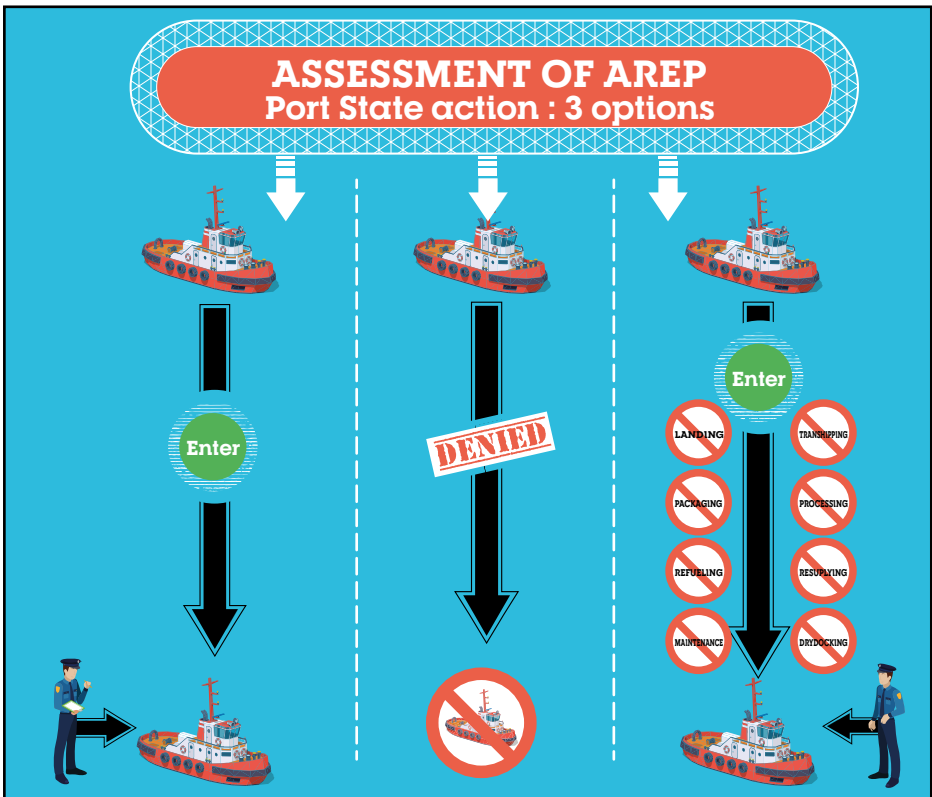 ASSESSMENT OF AREP
Port State action : 3 options
Enter
DENIED
Enter
LANDING
TRANSHIPPING
PACKAGING
PROCESSING
REFUELING
RESUPLYING
MAINTENANCE
DRYDOCKING